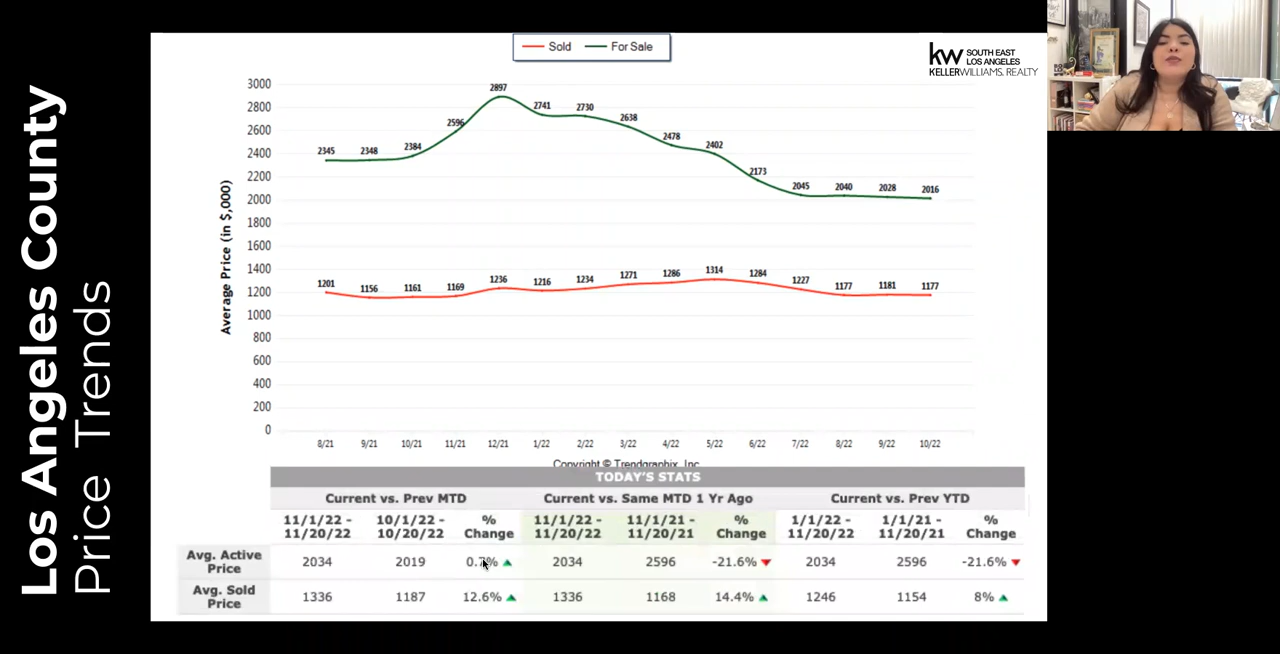 Los Angeles County
Price Trends
Sold For Sale
kw SOUTH EAST
LOS ANGELES
KELLERWILLIAMS. REALTY
Average Price (in $,000)
3000
2800
2600
2400
2200
2000
1800
1600
1400
1200
1000
800
600
400
200
0
2345 2348 2384 2596 2897 2741 2730 2638 2478 2402 2173 2045 2040 2028 2016
1201 1156 1161 1169 1236 1216 1234 1271 1286 1314 1284 1227 1177 1181 1177
8/21 9/21 10/21 11/21 12/21 1/22 2/22 3/22 4/22 5/22 6/22 7/22 8/22 9/22 10/22
Copyright © Trendgraphix, Inc
TODAY'S STATS
Current vs. Prev MTD Current vs. Same MTD 1 Yr Ago Current vs. Prev YTD
11/1/22 - 10/1/22 - % 11/1/22 - 11/1/21 - % 1/1/22 - 1/1/21 - %
11/20/22 10/20/22 Change 11/20/22 11/20/21 Change 11/20/22 11/20/21 Change
Avg. Active
Price 2034 2019 0.7% 2034 2596 -21.6% 2034 2596 -21.6%
Avg. Sold
Price 1336 1187 12.6% 1336 1168 14.4% 1246 1154 8%